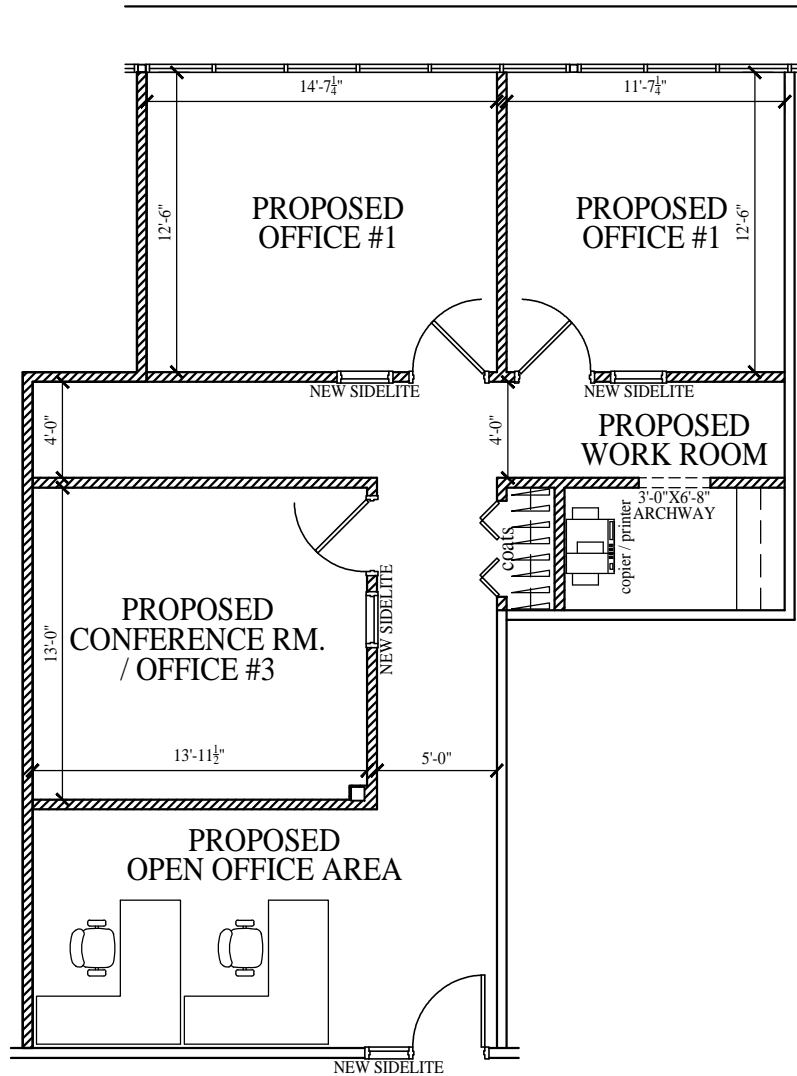 14'-7¼"
11'-7¼"
12'-6"
PROPOSED
OFFICE #1
PROPOSED
OFFICE #1
12'-6"
NEW SIDELITE
NEW SIDELITE
4'-0"
4'-0"
PROPOSED
WORK ROOM
3'-0"X6'-8"
ARCHWAY
coats
copier / printer
PROPOSED
CONFERENCE RM.
/ OFFICE #3
13'-0"
NEW SIDELITE
13'-11½"
5'-0"
PROPOSED
OPEN OFFICE AREA
NEW SIDELITE